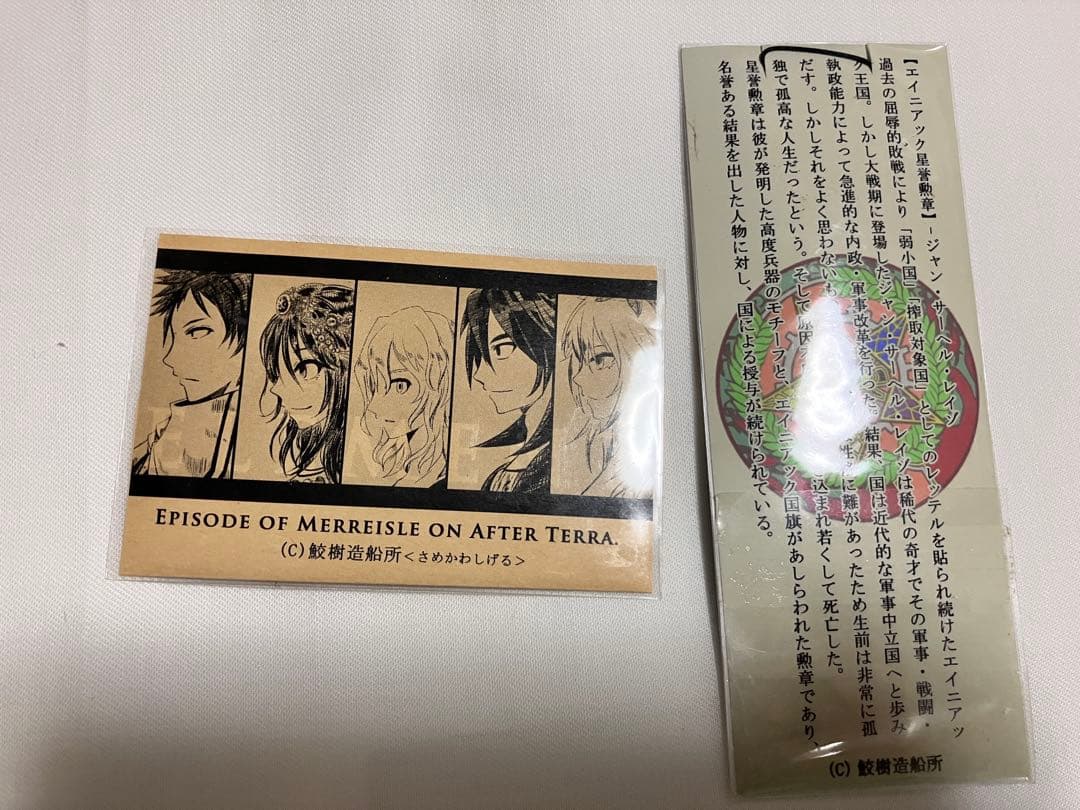 EPISODE OF MERREISLE ON AFTER TERRA.
(C)鮫樹造船所<さめかわしげる>
【エイニアック星誉勲章】-ジャン・サーヘル・レイソ
過去の屈辱的敗戦により「弱小国」「搾取対象国」としてのレッテルを貼られ続けたエイニアッ
ク王国。しかし大戦期に登場したジャン・サーヘル・レイソは稀代の奇才でその軍事・戦闘・
執政能力によって急進的な内政・軍事改革を行った。結果、国は近代的な軍事中立国へと歩み
だす。しかしそれをよく思わない 性 に難があったため生前は非常に孤
独で孤高な人生だったという。そして原因 込まれ若くして死亡した。
星誉勲章は彼が発明した高度兵器のモチーフと、エイニアック国旗があしらわれた勲章であり、
名誉ある結果を出した人物に対し、国による授与が続けられている。
(C) 鮫樹造船所